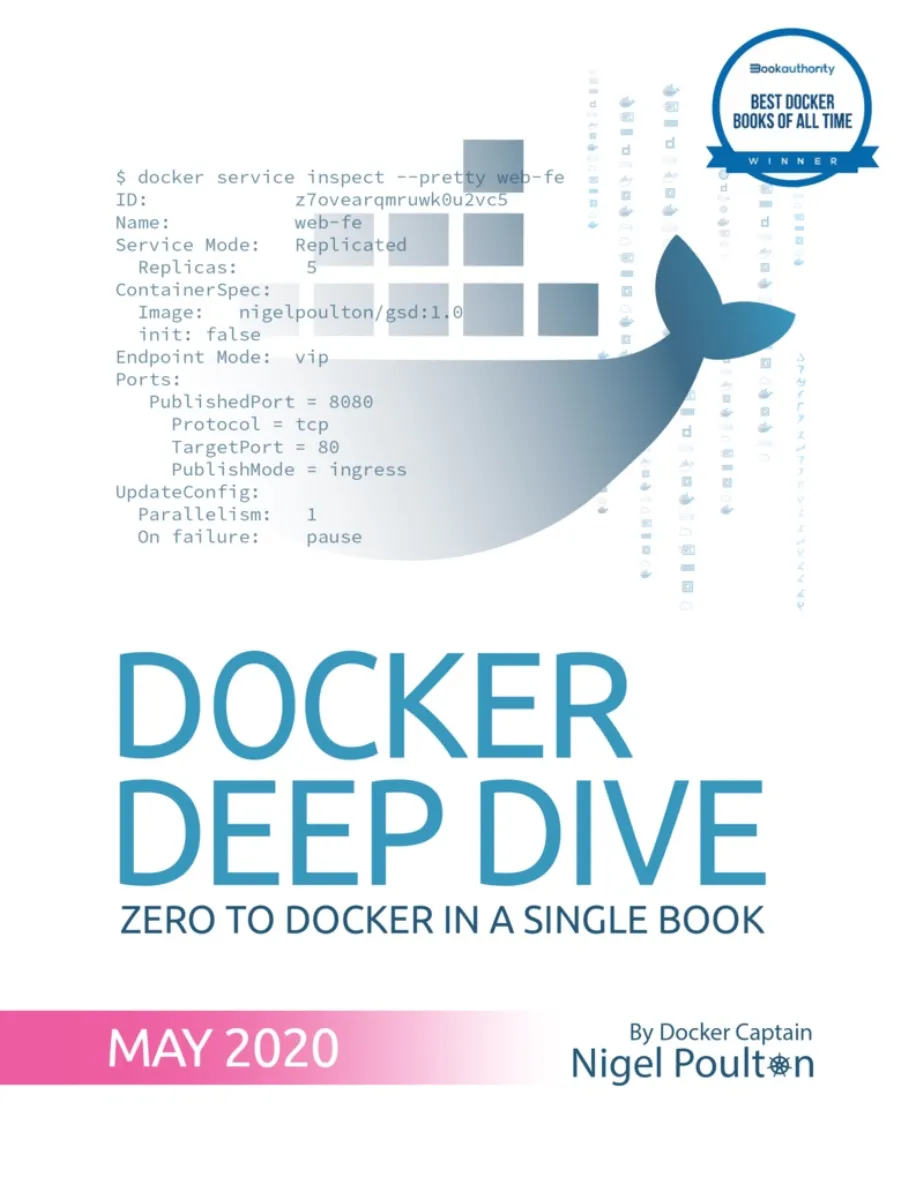 Bookauthority
BEST DOCKER
BOOKS OF ALL TIME
WINNER
$ docker service inspect --pretty web-fe
ID: z7ovearqmruwk0u2vc5
Name: web-fe
Service Mode: Replicated
Replicas: 5
ContainerSpec:
Image: nigelpoulton/gsd:1.0
init: false
Endpoint Mode: vip
Ports:
PublishedPort = 8080
Protocol = tcp
TargetPort = 80
PublishMode = ingress
UpdateConfig:
Parallelism: 1
On failure: pause
DOCKER
DEEP DIVE
ZERO TO DOCKER IN A SINGLE BOOK
MAY 2020
By Docker Captain
Nigel Poulton